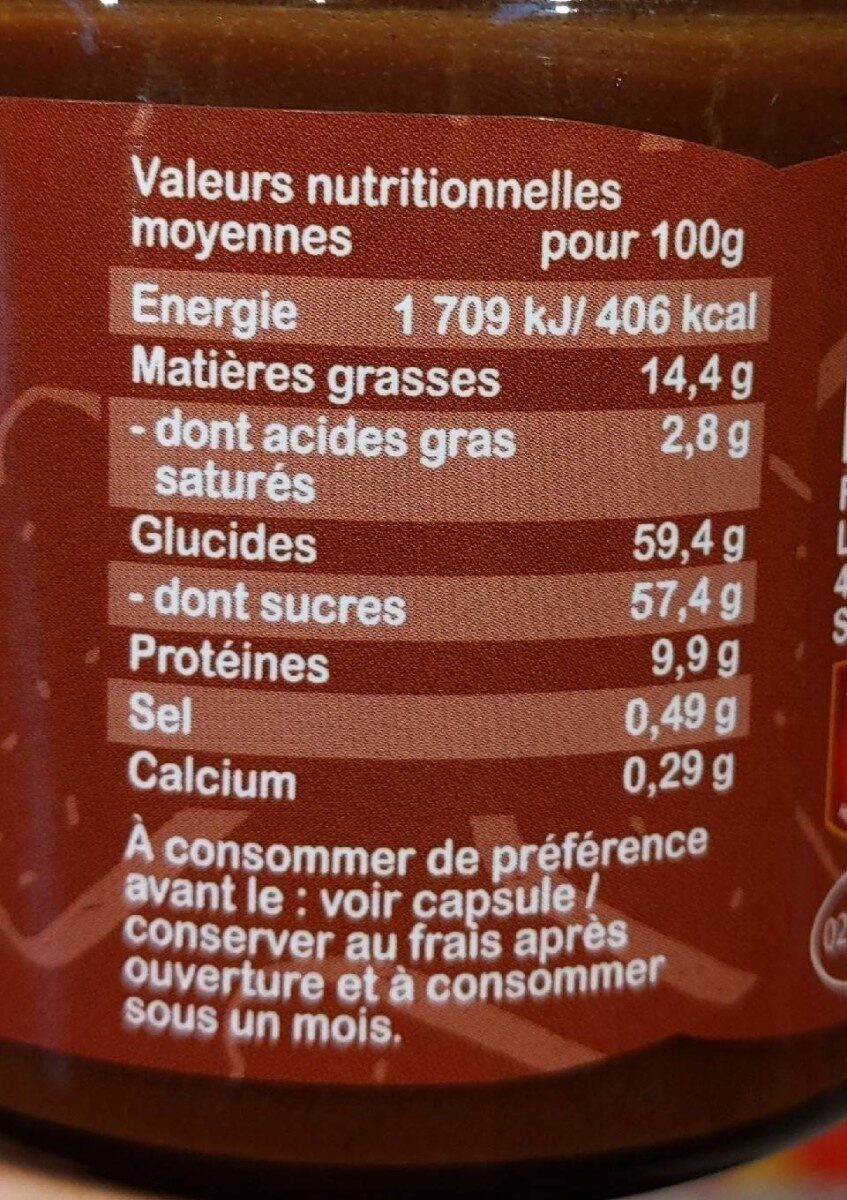 Valeurs nutritionnelles
moyennes pour 100g
Energie 1 709 kJ/ 406 kcal
Matières grasses 14,4 g
- dont acides gras 2,8 g
saturés
Glucides 59,4 g
- dont sucres 57,4 g
Protéines 9,9 g
Sel 0,49 g
Calcium 0,29 g
À consommer de préférence
avant le : voir capsule /
conserver au frais après
ouverture et à consommer
sous un mois.